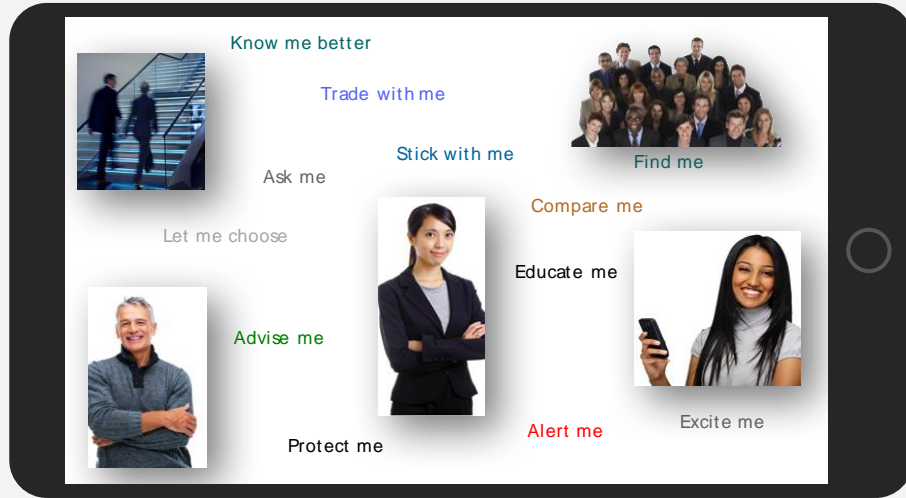 Know me better
Trade with me
Stick with me
Find me
Ask me
Compare me
Let me choose
Educate me
Advise me
Excite me
Alert me
Protect me